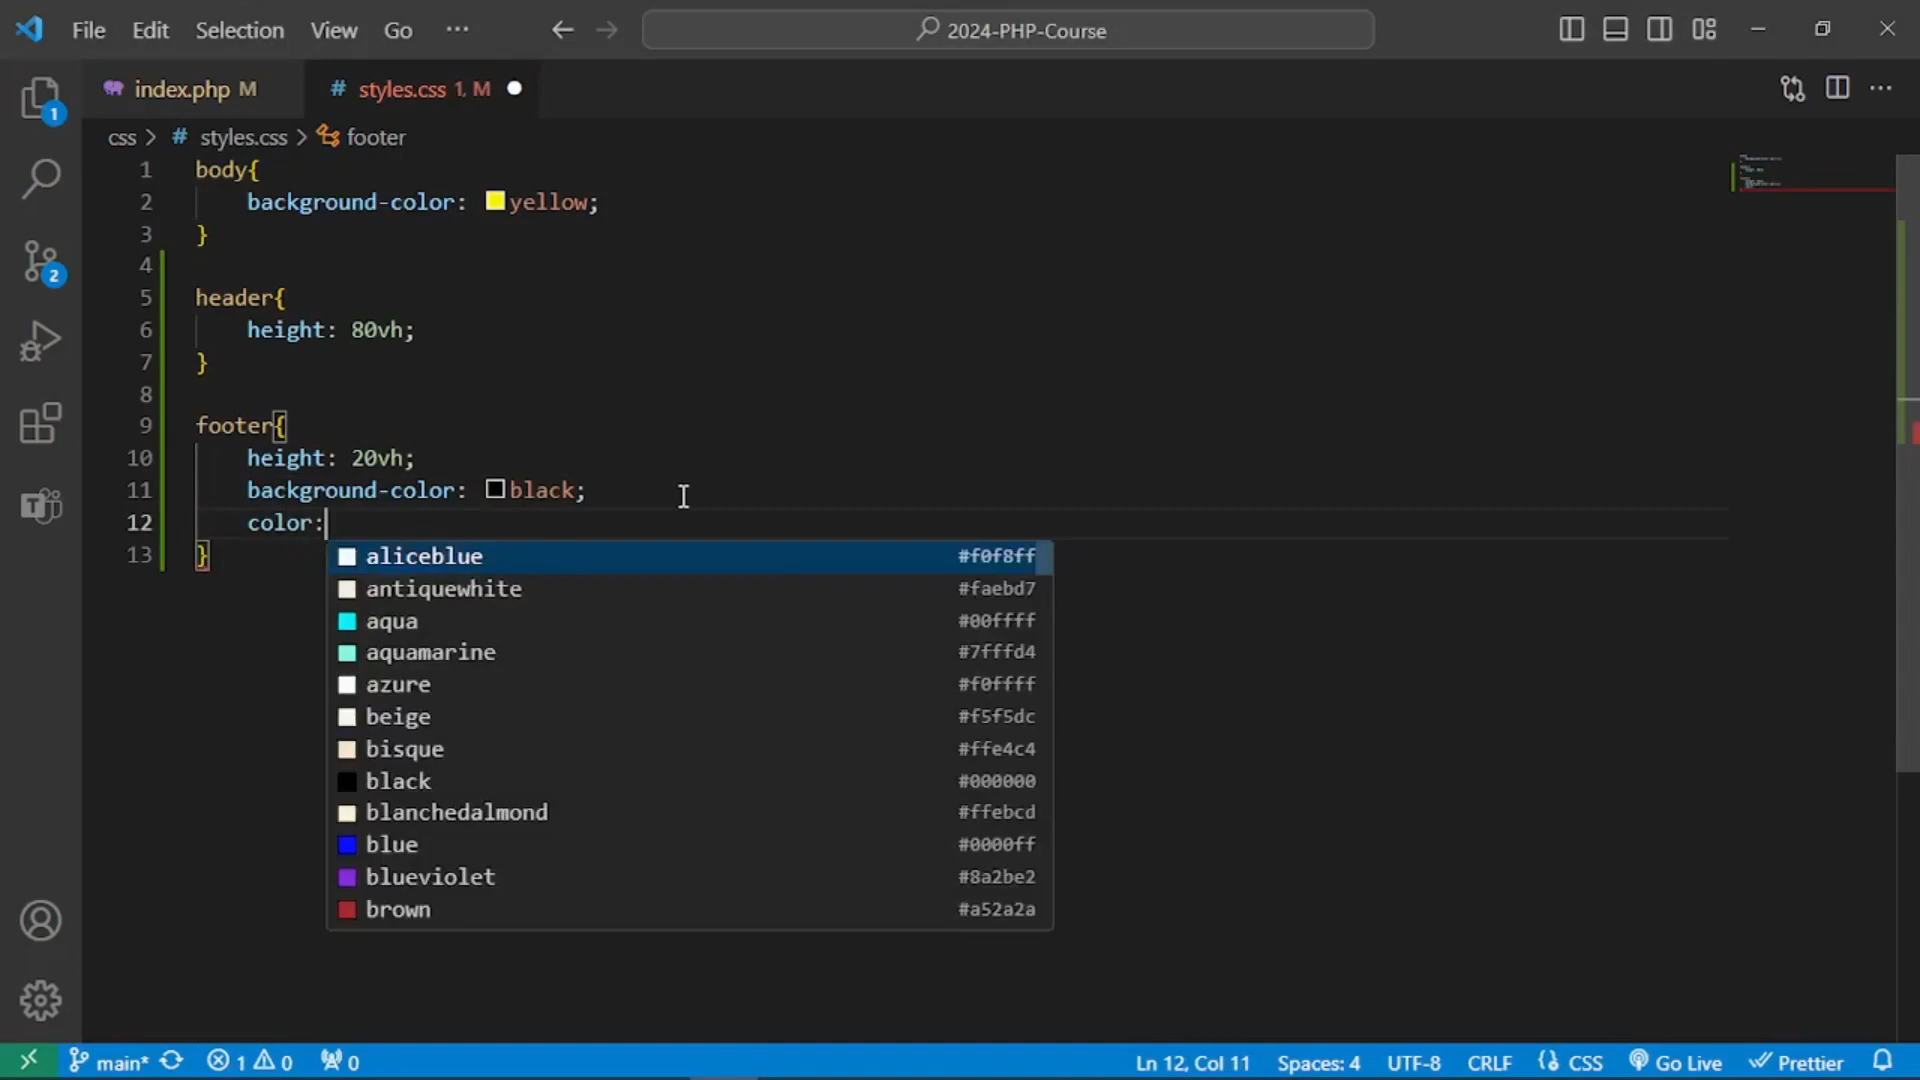 File Edit Selection View Go ··· 2024-PHP-Course
index.php M # styles.css 1, M
css > # styles.css > footer
1 body{
2 background-color: yellow;
3 }
4
5 header{
6 height: 80vh;
7 }
8
9 footer{
10 height: 20vh;
11 background-color: black;
12 color:
13 }
aliceblue #f0f8ff
antiquewhite #faebd7
aqua #00ffff
aquamarine #7fffd4
azure #f0ffff
beige #f5f5dc
bisque #ffe4c4
black #000000
blanchedalmond #ffebcd
blue #0000ff
blueviolet #8a2be2
brown #a52a2a
1
2
main* 1 0 0 Ln 12, Col 11 Spaces: 4 UTF-8 CRLF CSS Go Live Prettier